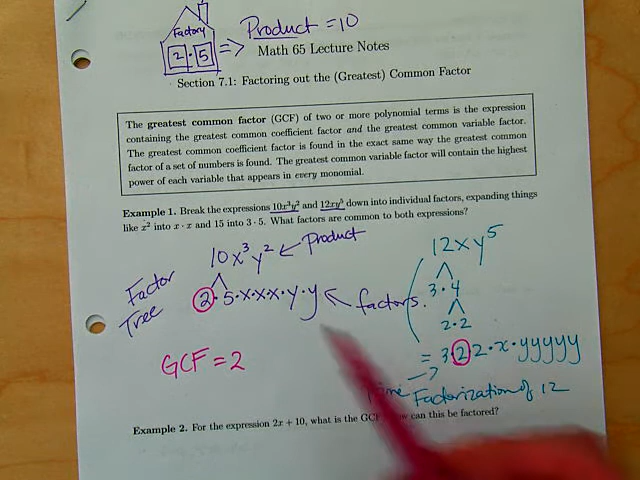 Factory
2 · 5
=> Product = 10
Math 65 Lecture Notes
Section 7.1: Factoring out the (Greatest) Common Factor
The greatest common factor (GCF) of two or more polynomial terms is the expression
containing the greatest common coefficient factor and the greatest common variable factor.
The greatest common coefficient factor is found in the exact same way the greatest common
factor of a set of numbers is found. The greatest common variable factor will contain the highest
power of each variable that appears in every monomial.
Example 1. Break the expressions 10x³y² and 12xy⁵ down into individual factors, expanding things
like x² into x · x and 15 into 3 · 5. What factors are common to both expressions?
10x³y² ← Product
Factor
Tree
2·5·x·x·x·y·y ← factors.
GCF = 2
12xy⁵
3·4
2·2
= 3·2 2·x·yyyyy
→
Factorization of 12
Example 2. For the expression 2x + 10, what is the GCF can this be factored?